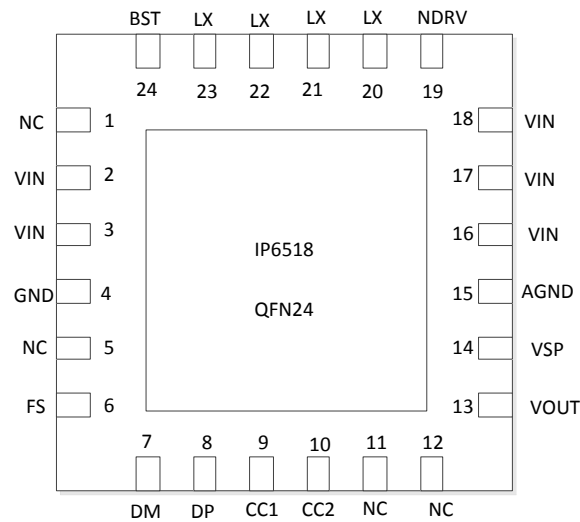 BST LX LX LX LX NDRV
24 23 22 21 20 19
NC 1 18 VIN
VIN 2 17 VIN
VIN 3 16 VIN
IP6518
GND 4 15 AGND
QFN24
NC 5 14 VSP
FS 6 13 VOUT
7 8 9 10 11 12
DM DP CC1 CC2 NC NC